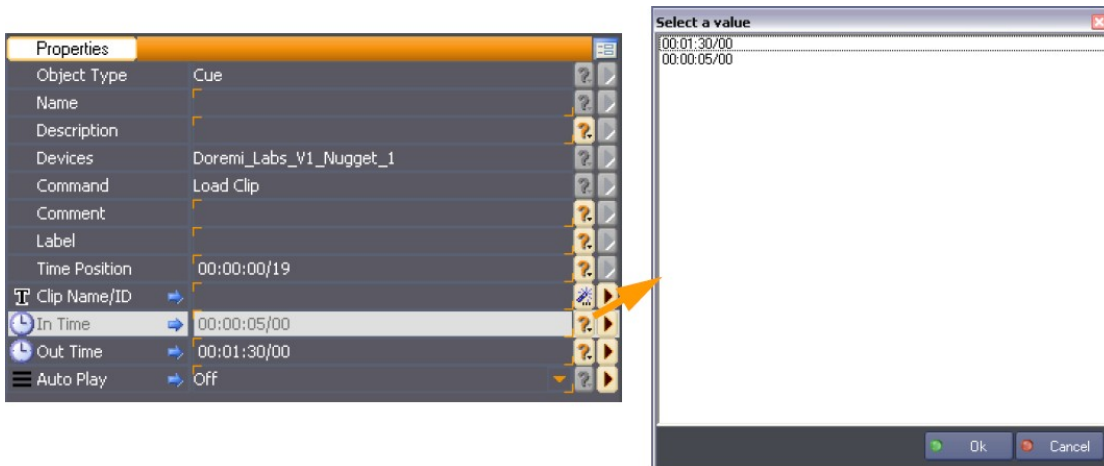 Properties
Object Type Cue
Name
Description
Devices Doremi_Labs_V1_Nugget_1
Command Load Clip
Comment
Label
Time Position 00:00:00/19
T Clip Name/ID
In Time 00:00:05/00
Out Time 00:01:30/00
Auto Play Off
Select a value
00:01:30/00
00:00:05/00
Ok Cancel